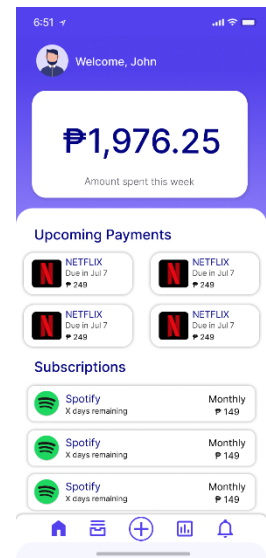 6:51
Welcome, John
₱1,976.25
Amount spent this week
Upcoming Payments
N NETFLIX
Due in Jul 7
₱ 249
N NETFLIX
Due in Jul 7
₱ 249
N NETFLIX
Due in Jul 7
₱ 249
N NETFLIX
Due in Jul 7
₱ 249
Subscriptions
Spotify Monthly
X days remaining ₱ 149
Spotify Monthly
X days remaining ₱ 149
Spotify Monthly
X days remaining ₱ 149